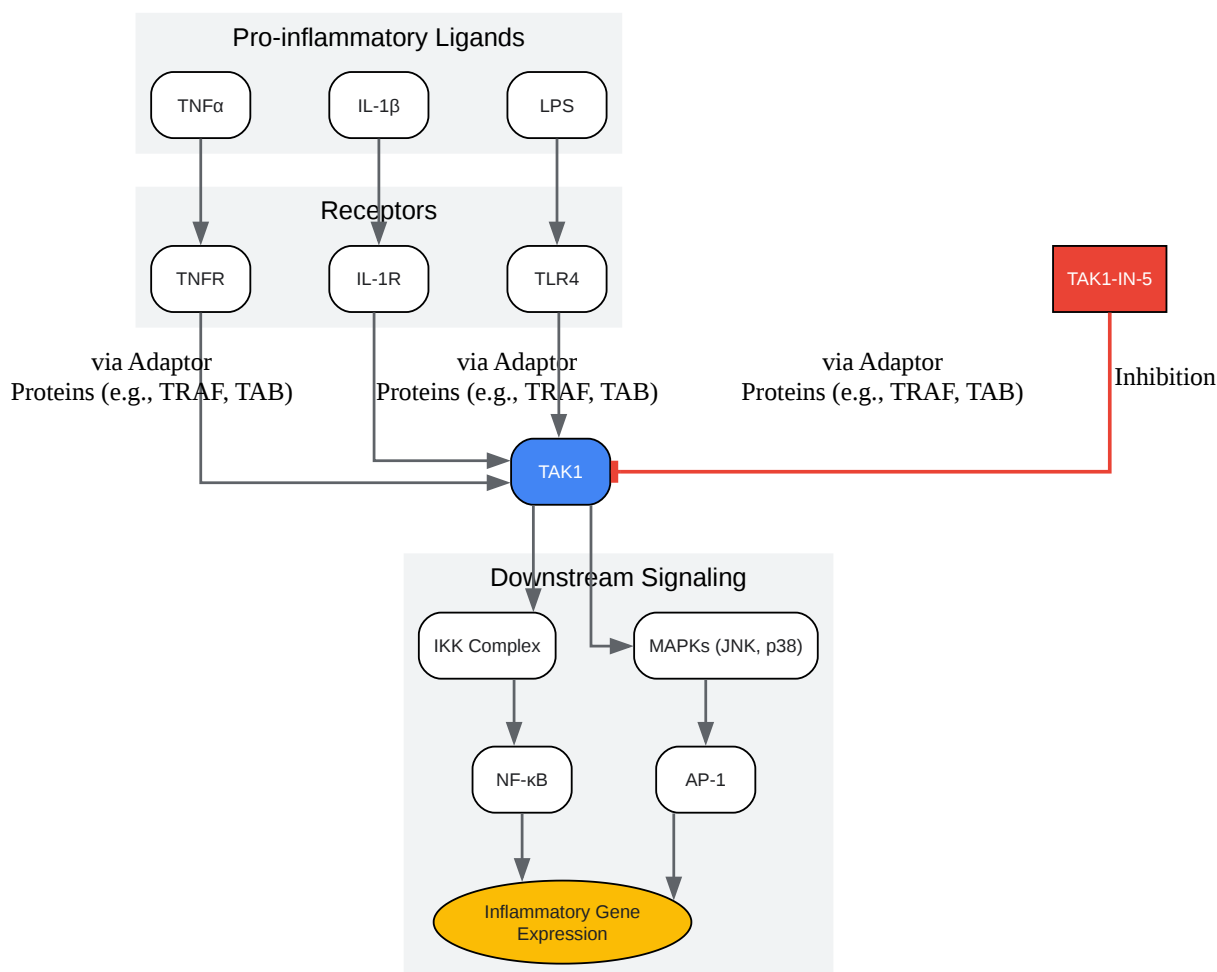 Pro-inflammatory Ligands
TNFα
IL-1β
LPS
Receptors
TNFR
IL-1R
TLR4
TAK1-IN-5
via Adaptor
Proteins (e.g., TRAF, TAB)
via Adaptor
Proteins (e.g., TRAF, TAB)
via Adaptor
Proteins (e.g., TRAF, TAB)
Inhibition
TAK1
Downstream Signaling
IKK Complex
MAPKs (JNK, p38)
NF-κB
AP-1
Inflammatory Gene
Expression